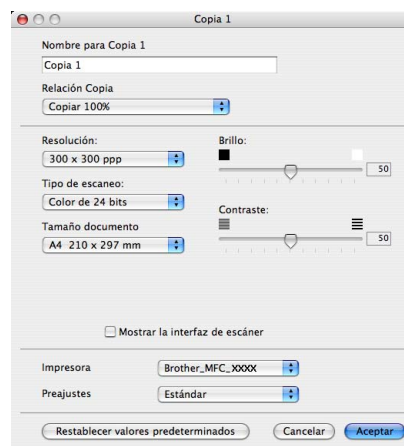 Copia 1
Nombre para Copia 1
Copia 1
Relación Copia
Copiar 100%
Resolución:
300 x 300 ppp
Tipo de escaneo:
Color de 24 bits
Tamaño documento
A4 210 x 297 mm
Brillo:
50
Contraste:
50
Mostrar la interfaz de escáner
Impresora
Brother_MFC_XXXX
Preajustes
Estándar
Restablecer valores predeterminados
Cancelar
Aceptar